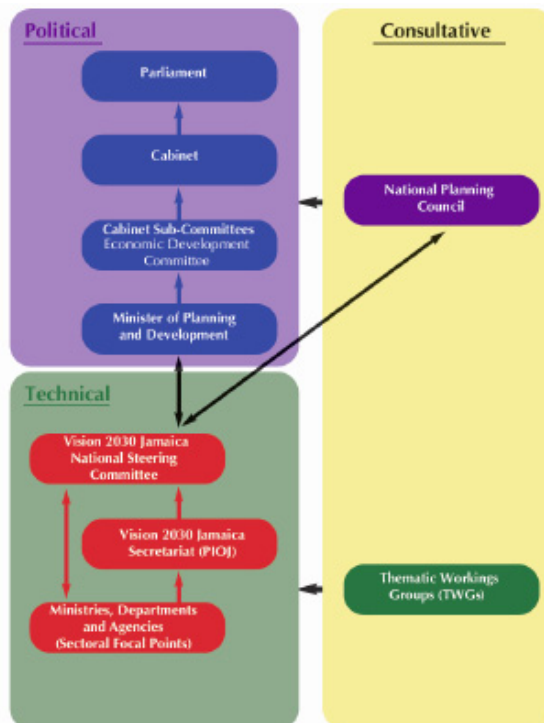 Political
Parliament
Cabinet
Cabinet Sub-Committees
Economic Development
Committee
Minister of Planning
and Development
Technical
Vision 2030 Jamaica
National Steering
Committee
Vision 2030 Jamaica
Secretariat (PIOJ)
Ministries, Departments
and Agencies
(Sectoral Focal Points)
Consultative
National Planning
Council
Thematic Workings
Groups (TWGs)